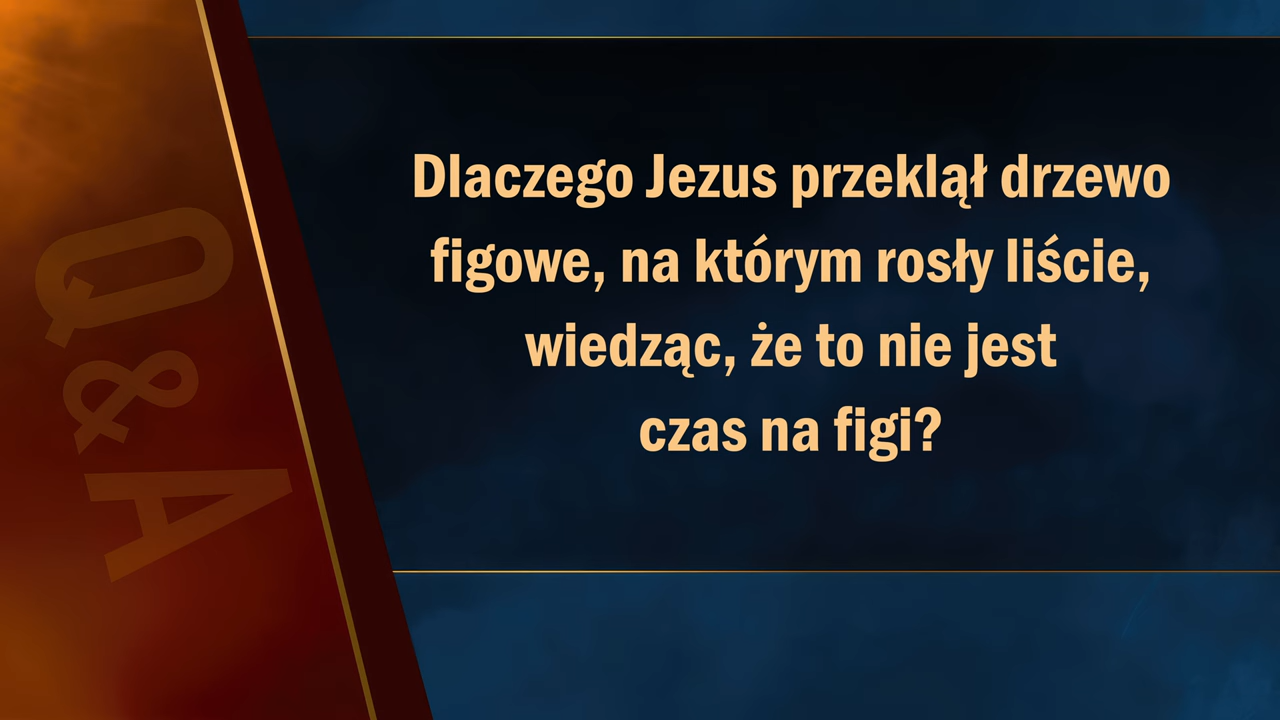 Dlaczego Jezus przeklął drzewo
figowe, na którym rosły liście,
wiedząc, że to nie jest
czas na figi?
Q&A